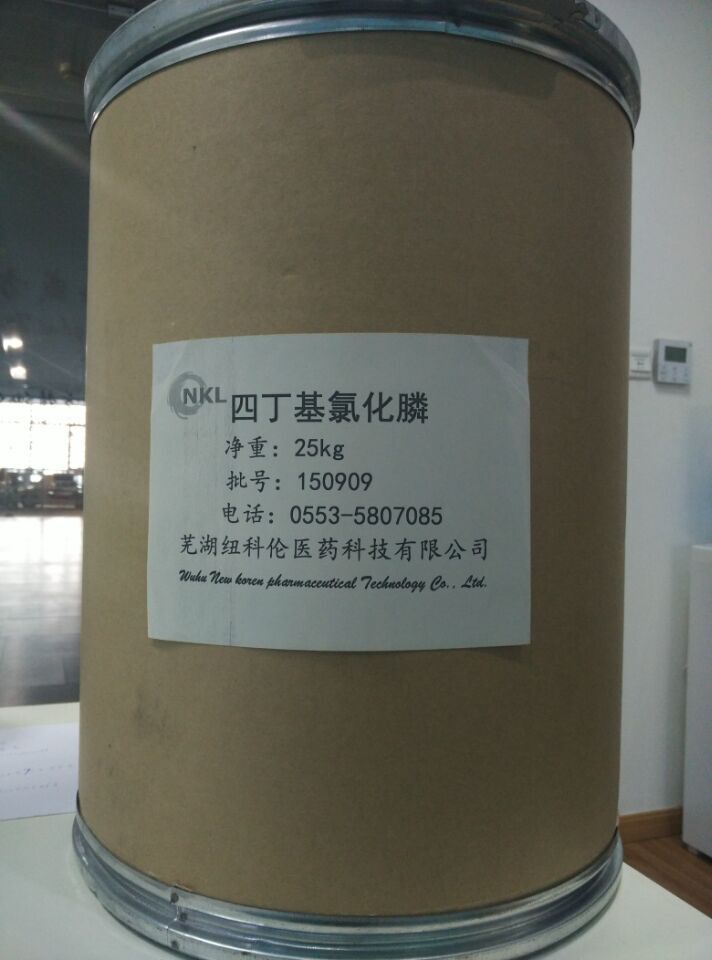 NKL
四丁基氯化膦
净重：25kg
批号：150909
电话：0553-5807085
芜湖纽科伦医药科技有限公司
Wuhu New koren pharmaceutical Technology Co., Ltd.